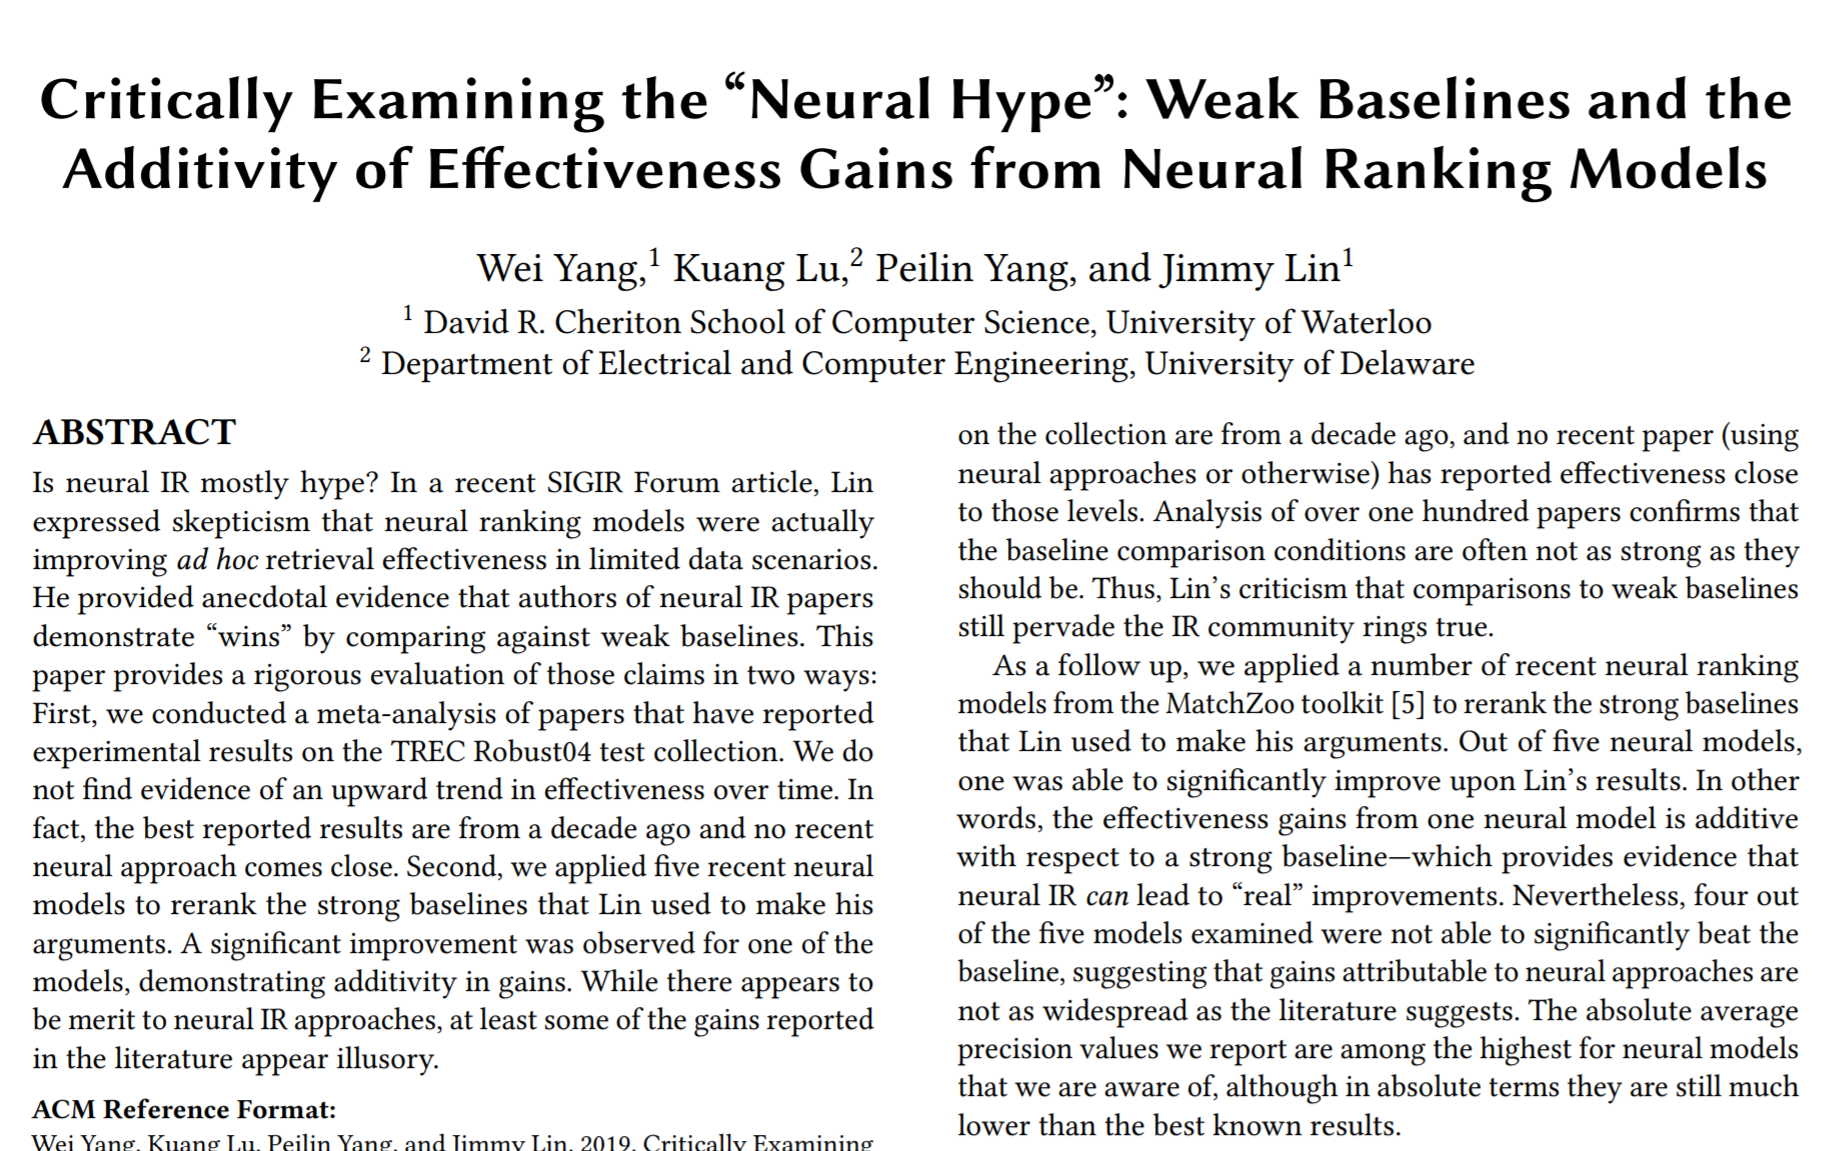 Critically Examining the “Neural Hype”: Weak Baselines and the
Additivity of Effectiveness Gains from Neural Ranking Models
Wei Yang,1 Kuang Lu,2 Peilin Yang, and Jimmy Lin1
1 David R. Cheriton School of Computer Science, University of Waterloo
2 Department of Electrical and Computer Engineering, University of Delaware
ABSTRACT
Is neural IR mostly hype? In a recent SIGIR Forum article, Lin
expressed skepticism that neural ranking models were actually
improving ad hoc retrieval effectiveness in limited data scenarios.
He provided anecdotal evidence that authors of neural IR papers
demonstrate “wins” by comparing against weak baselines. This
paper provides a rigorous evaluation of those claims in two ways:
First, we conducted a meta-analysis of papers that have reported
experimental results on the TREC Robust04 test collection. We do
not find evidence of an upward trend in effectiveness over time. In
fact, the best reported results are from a decade ago and no recent
neural approach comes close. Second, we applied five recent neural
models to rerank the strong baselines that Lin used to make his
arguments. A significant improvement was observed for one of the
models, demonstrating additivity in gains. While there appears to
be merit to neural IR approaches, at least some of the gains reported
in the literature appear illusory.
ACM Reference Format:
Wei Yang, Kuang Lu, Peilin Yang, and Jimmy Lin. 2019. Critically Examining
on the collection are from a decade ago, and no recent paper (using
neural approaches or otherwise) has reported effectiveness close
to those levels. Analysis of over one hundred papers confirms that
the baseline comparison conditions are often not as strong as they
should be. Thus, Lin’s criticism that comparisons to weak baselines
still pervade the IR community rings true.
As a follow up, we applied a number of recent neural ranking
models from the MatchZoo toolkit [5] to rerank the strong baselines
that Lin used to make his arguments. Out of five neural models,
one was able to significantly improve upon Lin’s results. In other
words, the effectiveness gains from one neural model is additive
with respect to a strong baseline—which provides evidence that
neural IR can lead to “real” improvements. Nevertheless, four out
of the five models examined were not able to significantly beat the
baseline, suggesting that gains attributable to neural approaches are
not as widespread as the literature suggests. The absolute average
precision values we report are among the highest for neural models
that we are aware of, although in absolute terms they are still much
lower than the best known results.